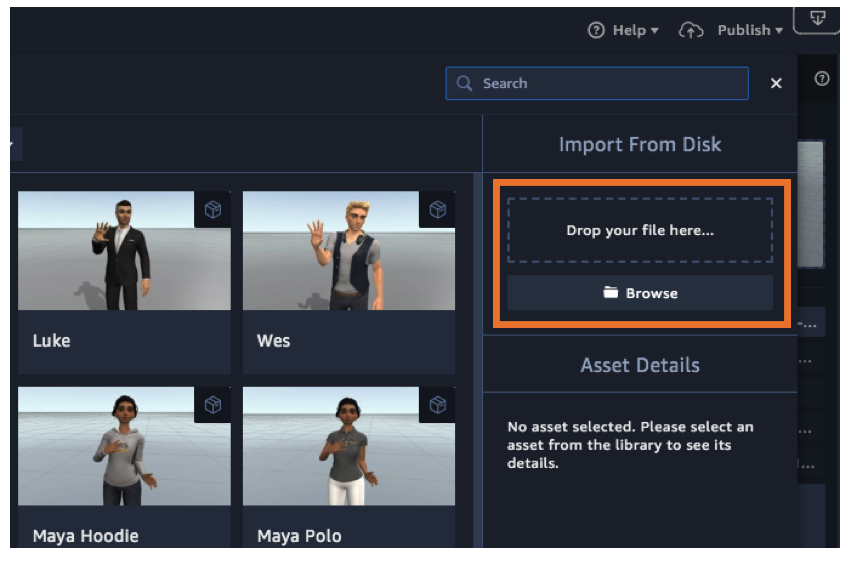 Help
Publish
Search
Import From Disk
Drop your file here...
Browse
Luke
Wes
Asset Details
No asset selected. Please select an
asset from the library to see its
details.
Maya Hoodie
Maya Polo